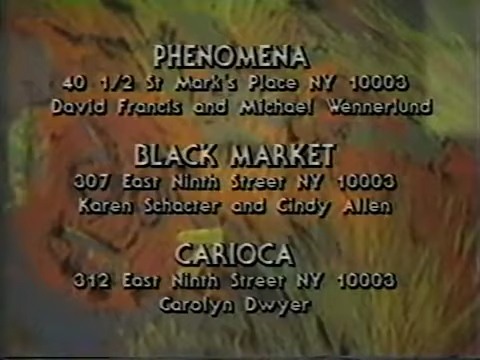 PHENOMENA
40 1/2 St Mark's Place NY 10003
David Francis and Michael Wennerlund
BLACK MARKET
307 East Ninth Street NY 10003
Karen Schacter and Cindy Allen
CARIOCA
312 East Ninth Street NY 10003
Carolyn Dwyer